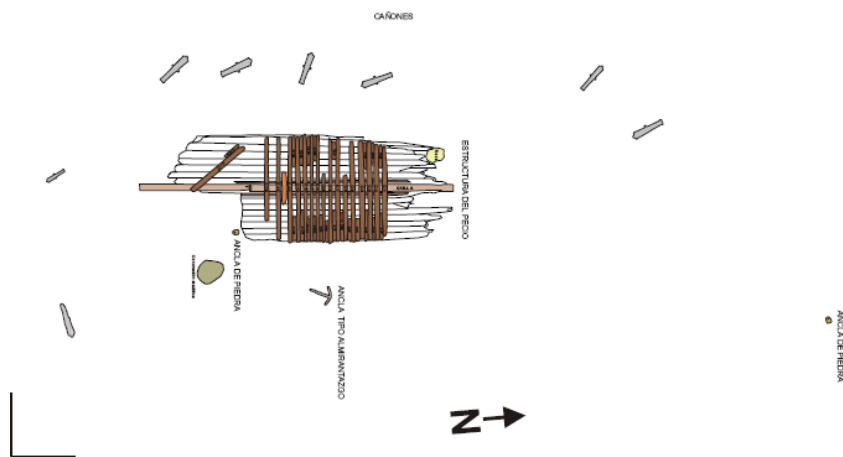 CAÑONES
ESTRUCTURA DEL PECIO
ANCLA DE PIEDRA
ANCLA TIPO ALMIRANTAZGO
ANCLA DE PIEDRA
N